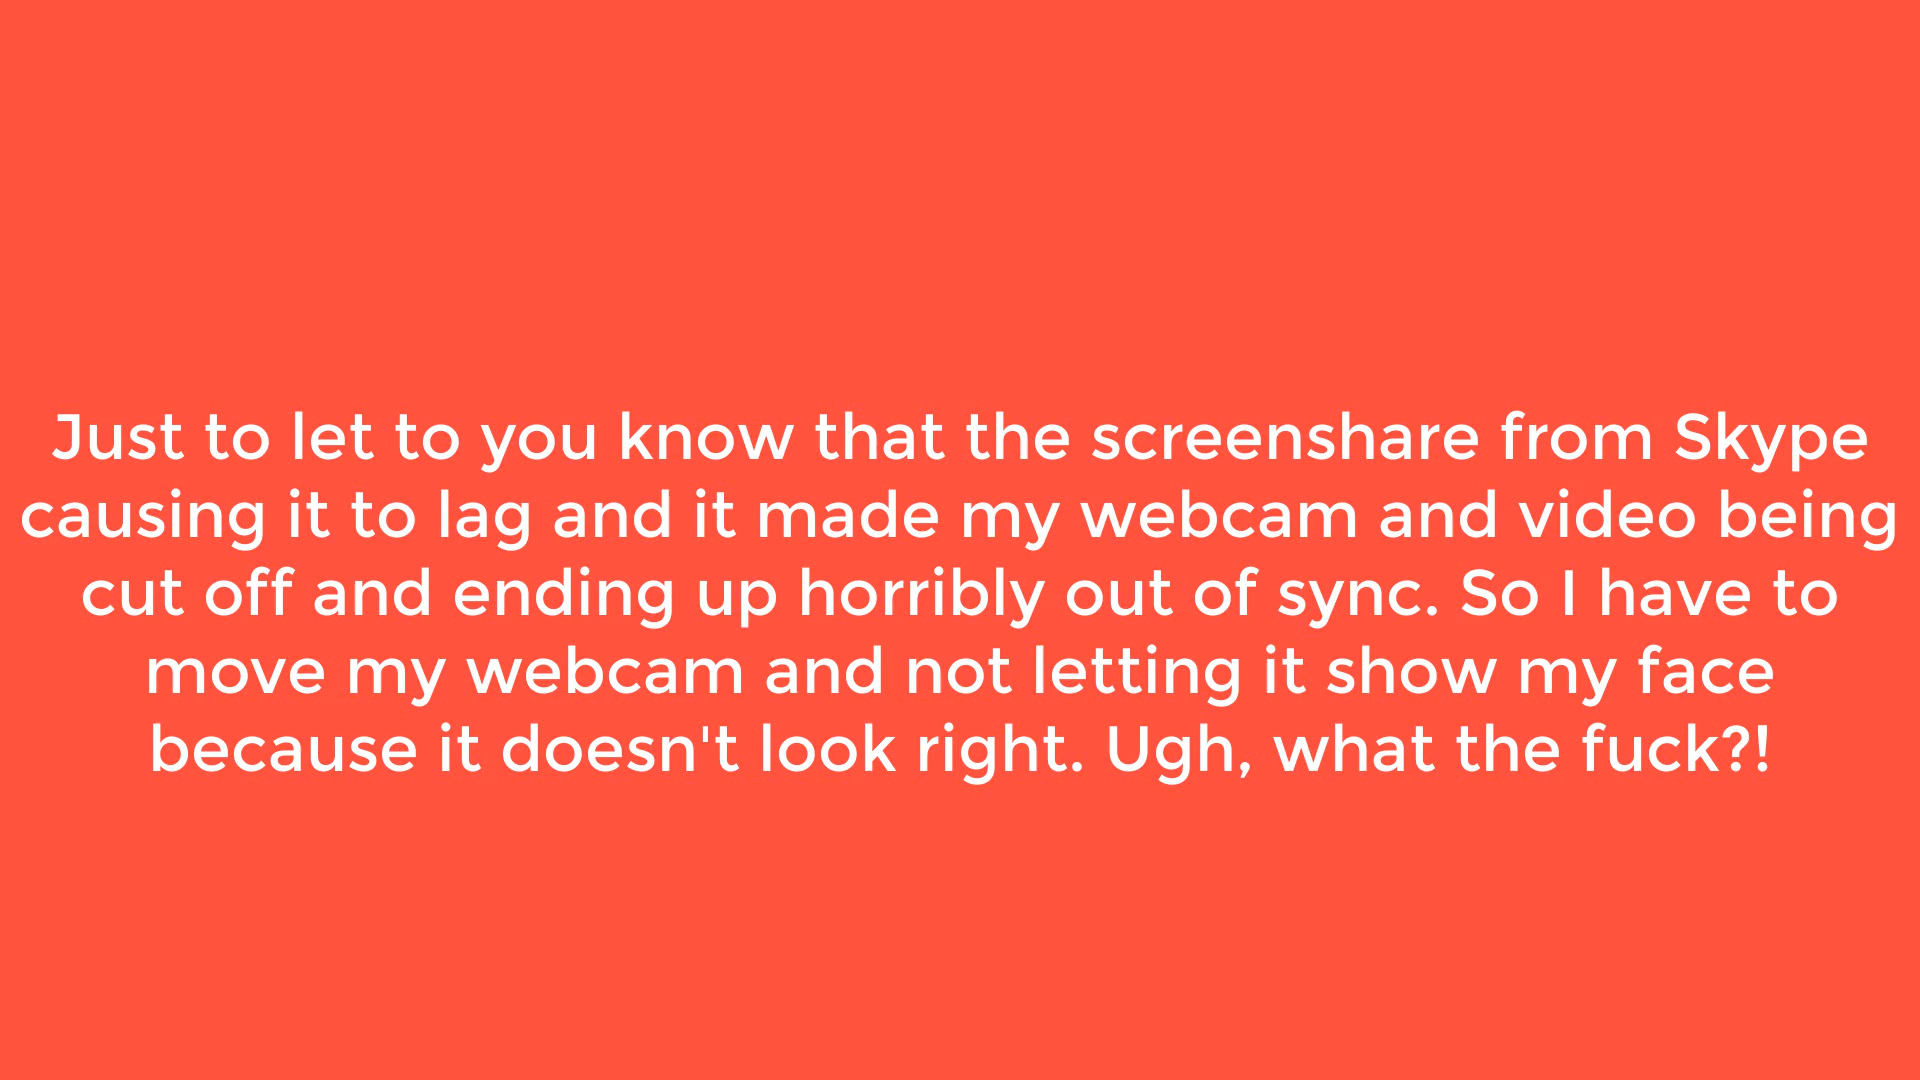 Just to let to you know that the screenshare from Skype
causing it to lag and it made my webcam and video being
cut off and ending up horribly out of sync. So I have to
move my webcam and not letting it show my face
because it doesn't look right. Ugh, what the fuck?!